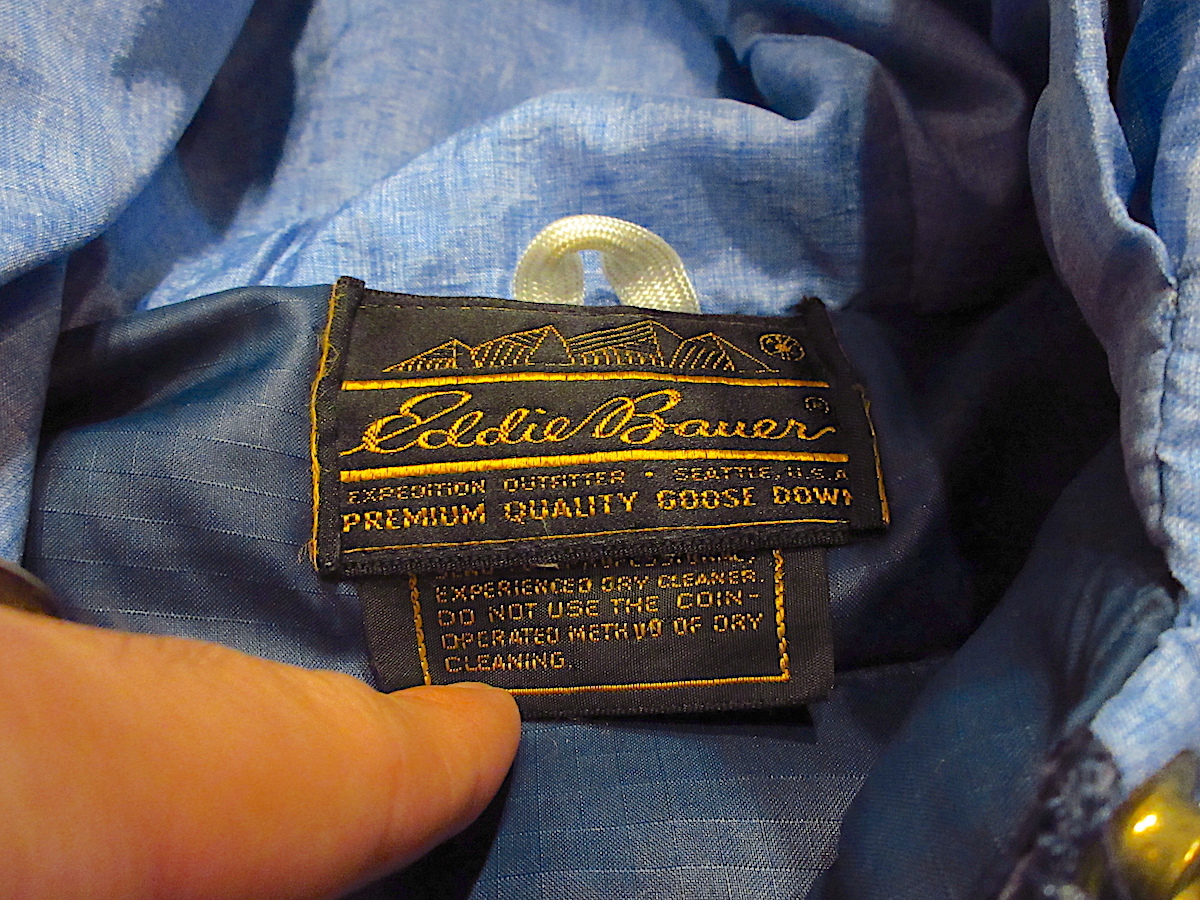 Eddie Bauer®
EXPEDITION OUTFITTER • SEATTLE, U.S.A
PREMIUM QUALITY GOOSE DOWN
EXPERIENCED DRY CLEANER.
DO NOT USE THE COIN-
OPERATED METHOD OF DRY
CLEANING.